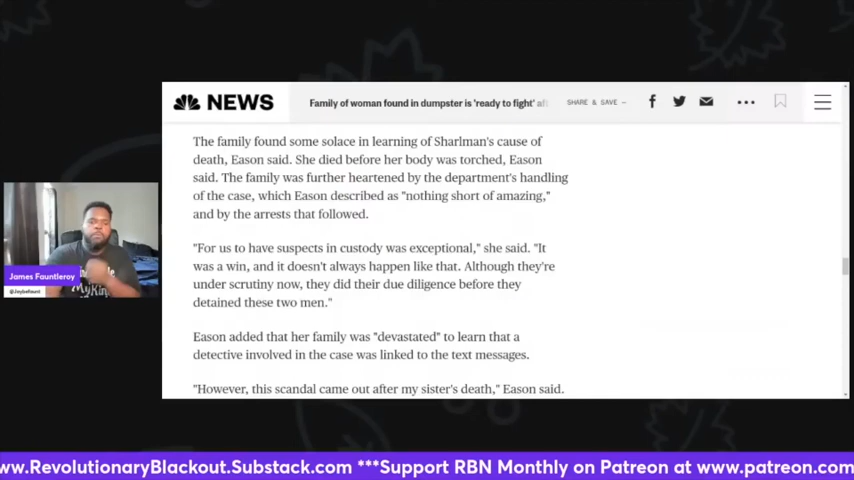 NEWS
Family of woman found in dumpster is 'ready to fight'
SHARE & SAVE –
The family found some solace in learning of Sharlman's cause of
death, Eason said. She died before her body was torched, Eason
said. The family was further heartened by the department's handling
of the case, which Eason described as "nothing short of amazing,"
and by the arrests that followed.
"For us to have suspects in custody was exceptional," she said. "It
was a win, and it doesn't always happen like that. Although they're
under scrutiny now, they did their due diligence before they
detained these two men."
Eason added that her family was "devastated" to learn that a
detective involved in the case was linked to the text messages.
"However, this scandal came out after my sister's death," Eason said.
James Fauntleroy
ww.RevolutionaryBlackout.Substack.com ***Support RBN Monthly on Patreon at www.patreon.com